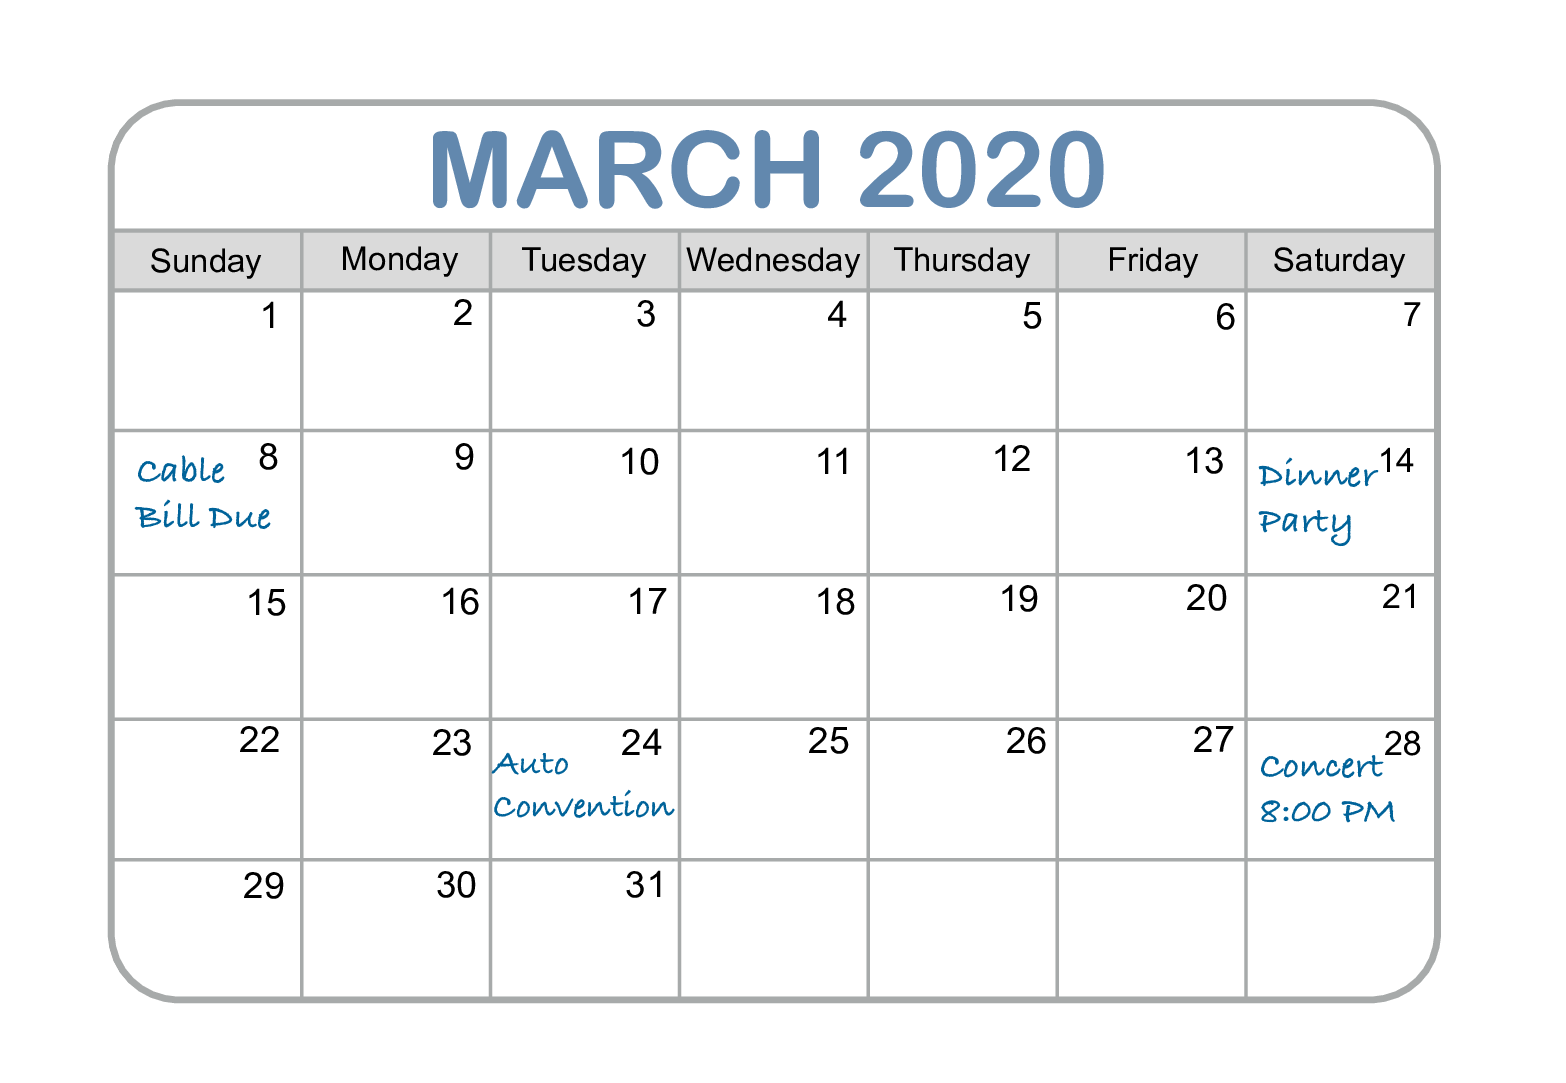 MARCH 2020
Sunday Monday Tuesday Wednesday Thursday Friday Saturday
1 2 3 4 5 6 7
8 9 10 11 12 13 14
Cable
Bill Due
Dinner
Party
15 16 17 18 19 20 21
22 23 24 25 26 27 28
Auto
Convention
Concert
8:00 PM
29 30 31